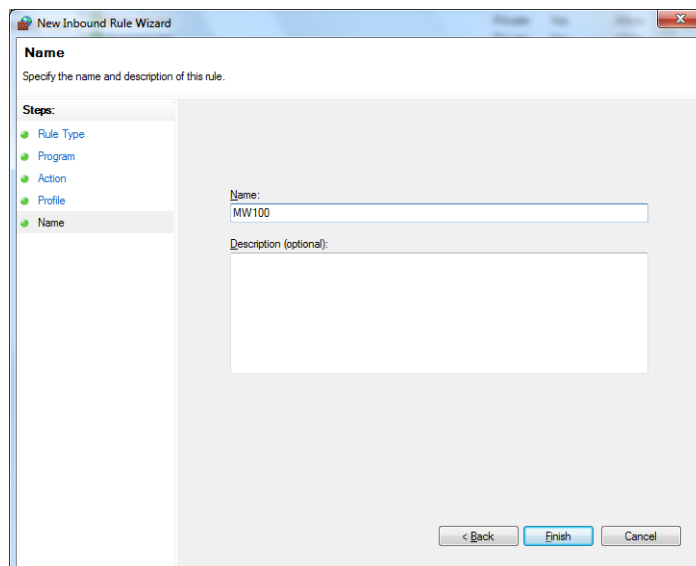 New Inbound Rule Wizard
Name
Specify the name and description of this rule.
Steps:
Rule Type
Program
Action
Profile
Name
Name:
MW100
Description (optional):
< Back
Finish
Cancel